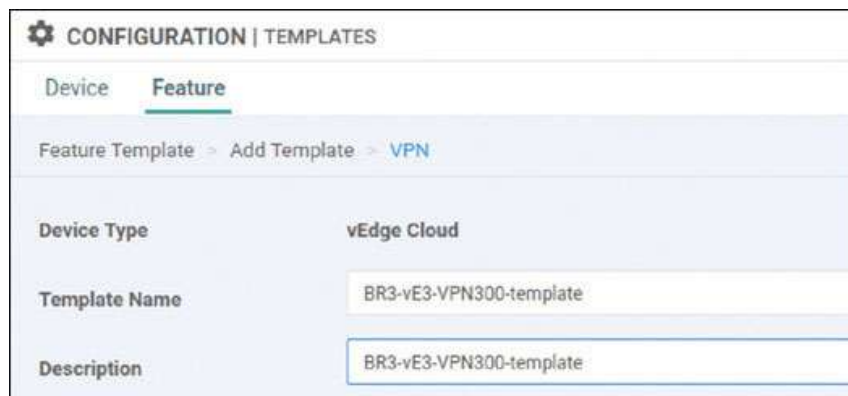 CONFIGURATION | TEMPLATES
Device Feature
Feature Template > Add Template > VPN
Device Type vEdge Cloud
Template Name BR3-vE3-VPN300-template
Description BR3-vE3-VPN300-template